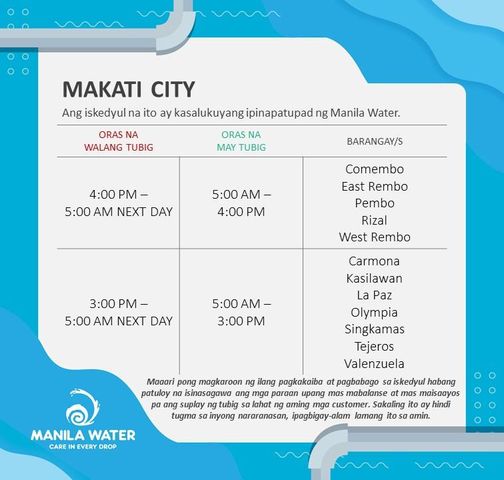 MAKATI CITY
Ang iskedyul na ito ay kasalukuyang ipinapatupad ng Manila Water.
ORAS NA
WALANG TUBIG
ORAS NA
MAY TUBIG
BARANGAY/S
4:00 PM –
5:00 AM NEXT DAY
5:00 AM –
4:00 PM
Comembo
East Rembo
Pembo
Rizal
West Rembo
3:00 PM –
5:00 AM NEXT DAY
5:00 AM –
3:00 PM
Carmona
Kasilawan
La Paz
Olympia
Singkamas
Tejeros
Valenzuela
Maaari pong magkaroon ng ilang pagkakaiba at pagbabago sa iskedyul habang
patuloy na isinasagawa ang mga paraan upang mas mabalanse at mas maisaayos
pa ang suplay ng tubig sa lahat ng aming mga customer. Sakaling ito ay hindi
tugma sa inyong nararanasan, ipagbigay-alam lamang ito sa amin.
MANILA WATER
CARE IN EVERY DROP